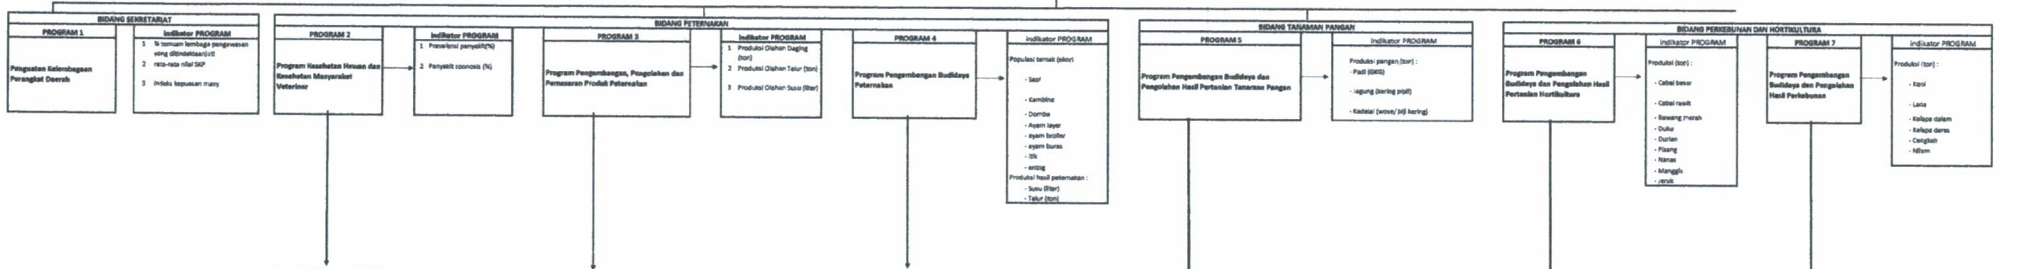 BIDANG SEKRETARIAT
PROGRAM 1
Indikator PROGRAM
Penguatan Kelembagaan
Perangkat Daerah
1 % temuan lembaga pengawasan
yang ditindaklanjuti
2 rata-rata nilai SKP
3 Indeks kepuasan masy
BIDANG PETERNAKAN
PROGRAM 2
Indikator PROGRAM
Program Kesehatan Hewan dan
Kesehatan Masyarakat
Veteriner
1 Prevalensi penyakit(%)
2 Penyakit zoonosis (%)
PROGRAM 3
Indikator PROGRAM
Program Pengembangan, Pengolahan dan
Pemasaran Produk Peternakan
1 Produksi Olahan Daging
(ton)
2 Produksi Olahan Telur (ton)
3 Produksi Olahan Susu (liter)
PROGRAM 4
Indikator PROGRAM
Program Pengembangan Budidaya
Peternakan
Populasi ternak (ekor)
- Sapi
- Kambing
- Domba
- Ayam layer
- ayam broiler
- ayam buras
- itik
- entog
Produksi hasil peternakan :
- Susu (liter)
- Telur (ton)
BIDANG TANAMAN PANGAN
PROGRAM 5
Indikator PROGRAM
Program Pengembangan Budidaya dan
Pengolahan Hasil Pertanian Tanaman Pangan
Produksi pangan (ton) :
- Padi (GKG)
- Jagung (kering pipil)
- Kedelai (wose/ biji kering)
BIDANG PERKEBUNAN DAN HORTIKULTURA
PROGRAM 6
Indikator PROGRAM
Program Pengembangan
Budidaya dan Pengolahan Hasil
Pertanian Hortikultura
Produksi (ton) :
- Cabai besar
- Cabai rawit
- Bawang merah
- Duku
- Durian
- Pisang
- Nanas
- Manggis
- Jeruk
PROGRAM 7
Indikator PROGRAM
Program Pengembangan
Budidaya dan Pengolahan
Hasil Perkebunan
Produksi (ton) :
- Kopi
- Lada
- Kelapa dalam
- Kelapa deres
- Cengkeh
- Nilam